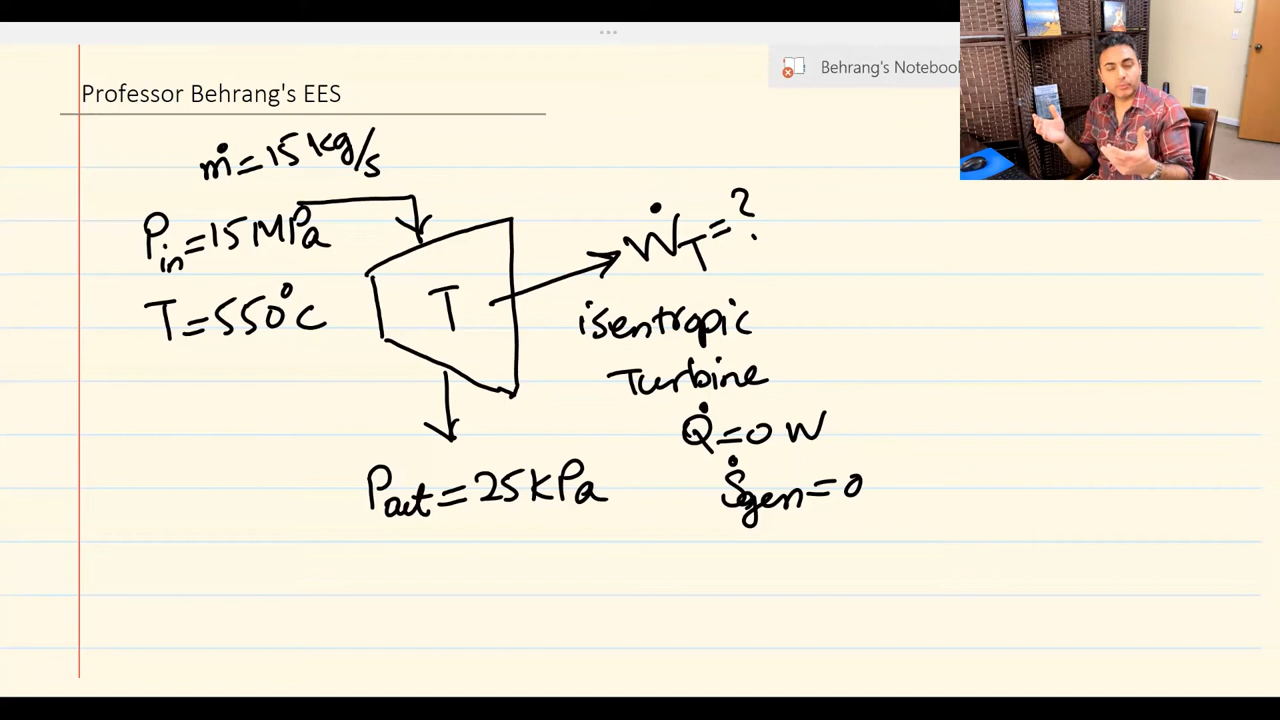 Behrang's Notebook
Professor Behrang's EES
ṁ=15 kg/s
P_in=15 MPa
T=550°C
T
Ẇ_T=?
isentropic
Turbine
Q̇=0 W
Ṡgen=0
P_out=25 kPa